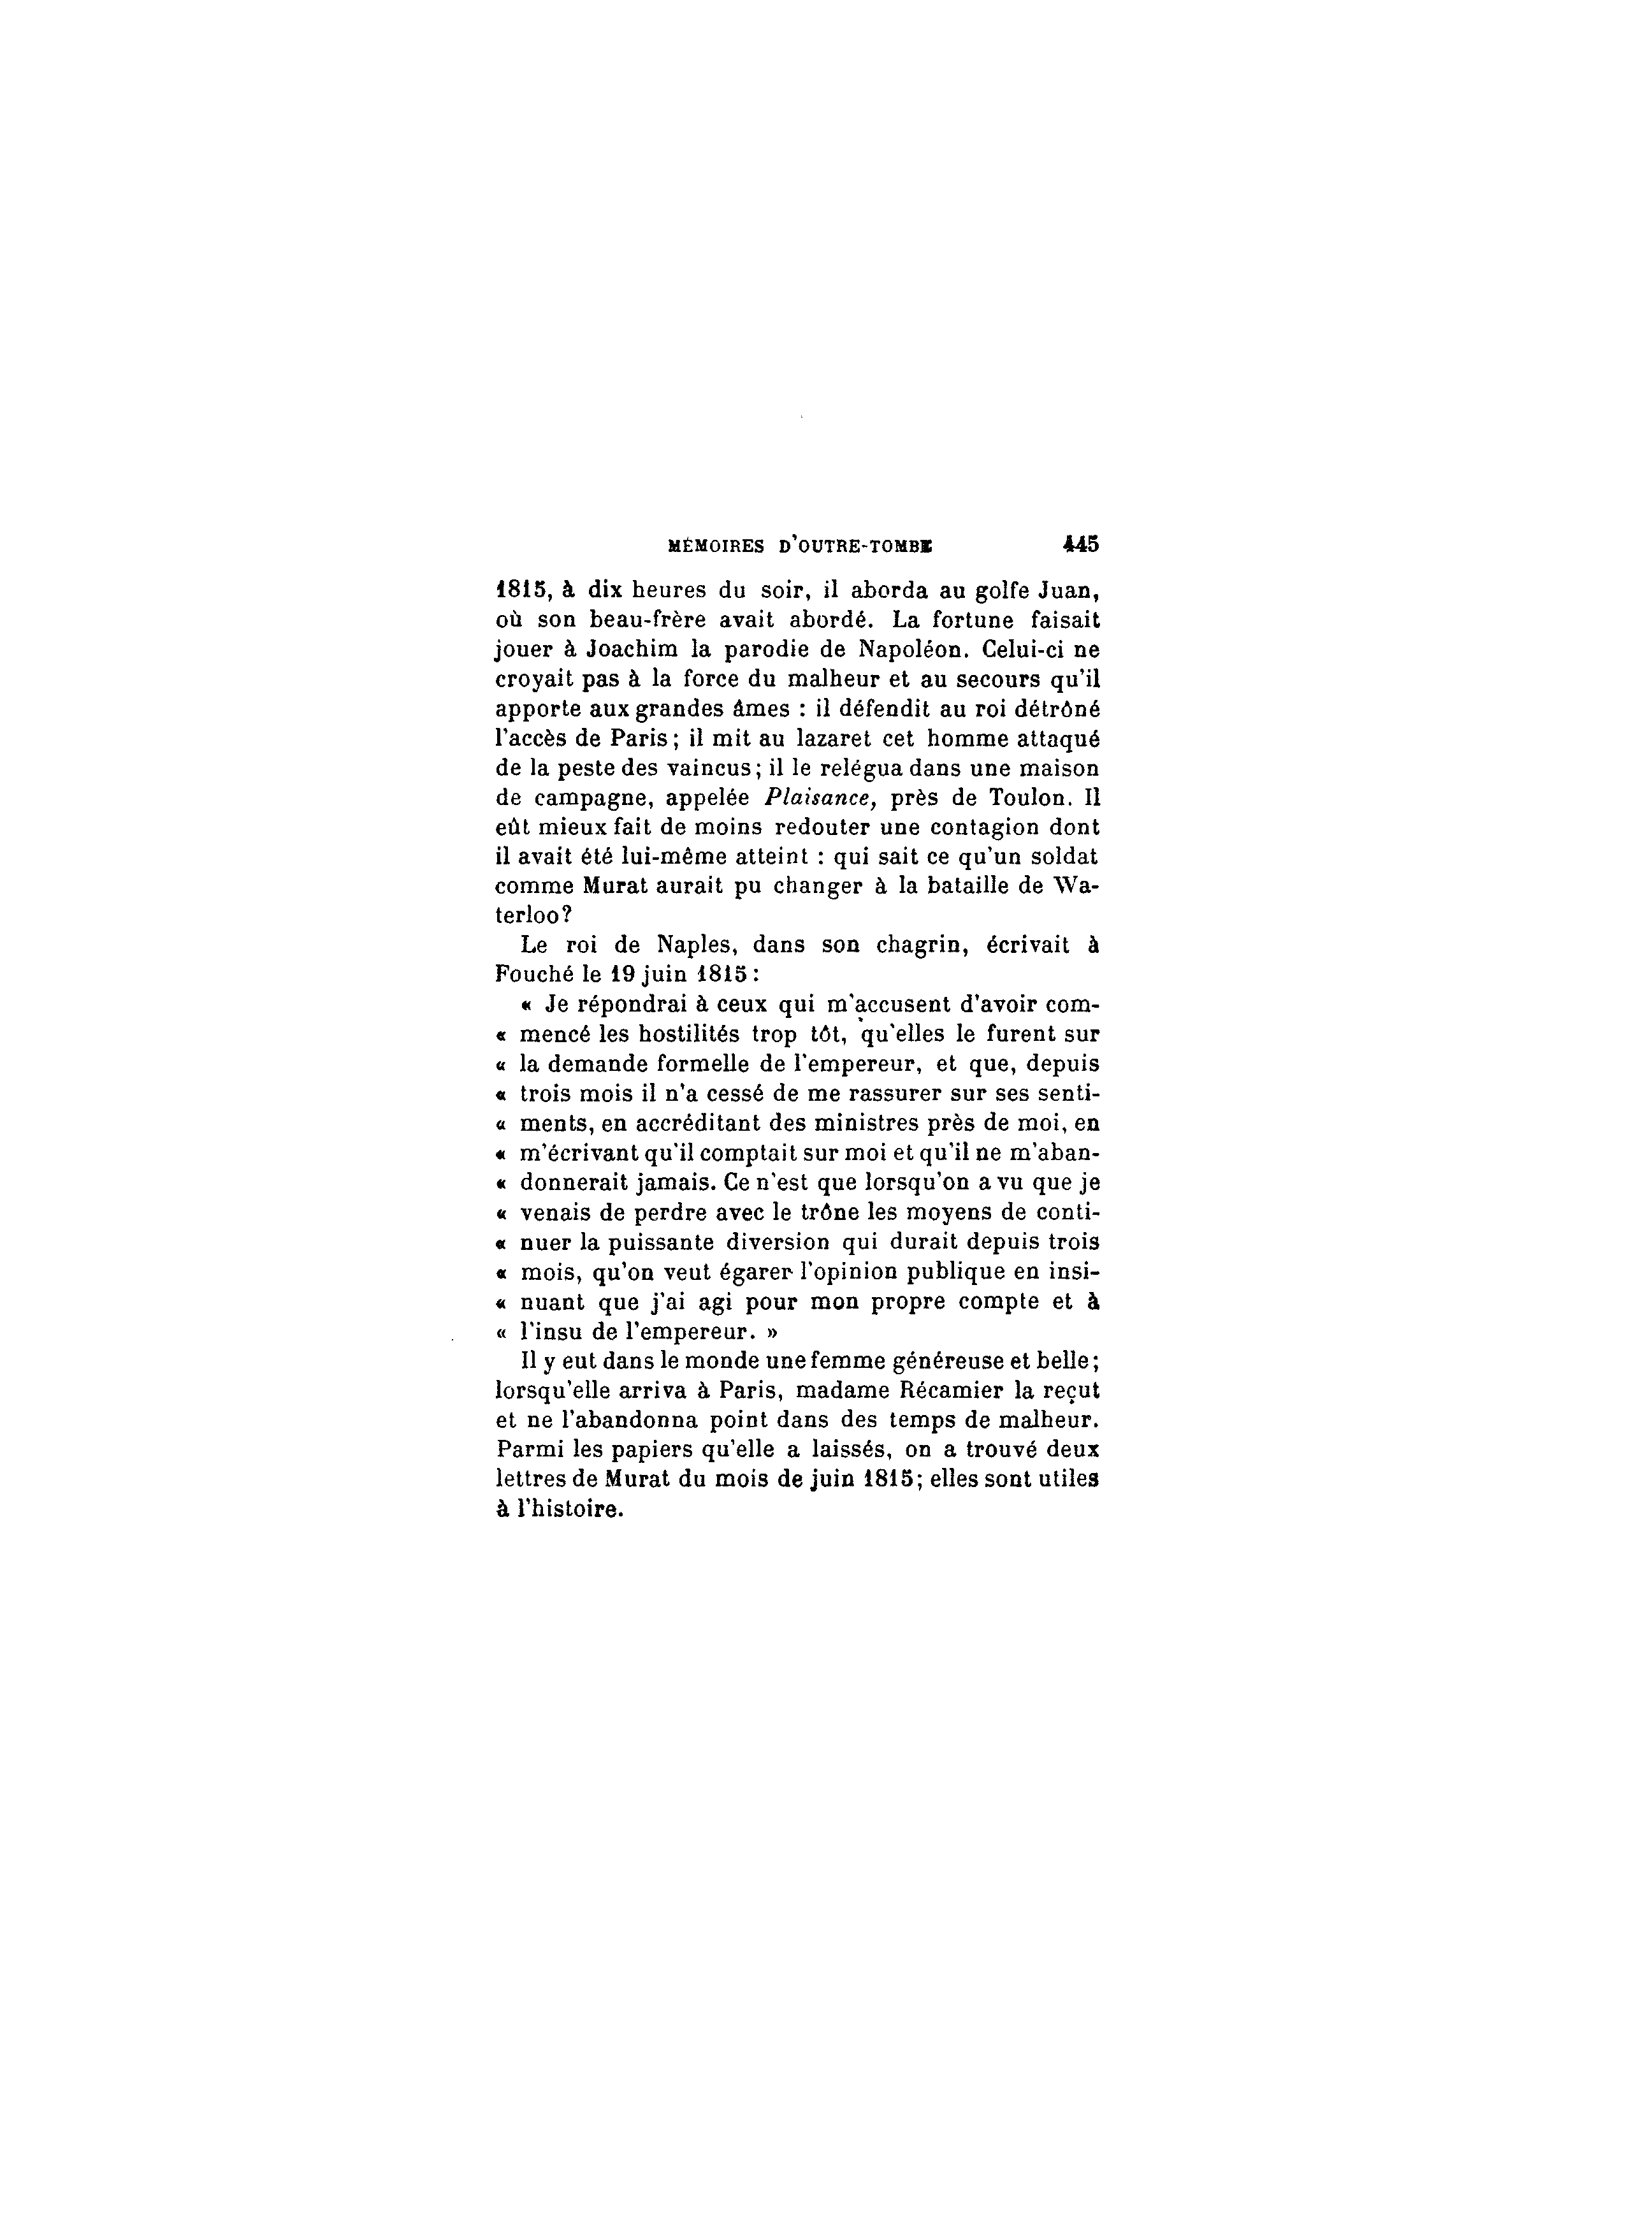 MÉMOIRES D'OUTRE-TOMBE 445
1815, à dix heures du soir, il aborda au golfe Juan,
où son beau-frère avait abordé. La fortune faisait
jouer à Joachim la parodie de Napoléon. Celui-ci ne
croyait pas à la force du malheur et au secours qu'il
apporte aux grandes âmes : il défendit au roi détrôné
l'accès de Paris; il mit au lazaret cet homme attaqué
de la peste des vaincus; il le relégua dans une maison
de campagne, appelée Plaisance, près de Toulon. Il
eût mieux fait de moins redouter une contagion dont
il avait été lui-même atteint : qui sait ce qu'un soldat
comme Murat aurait pu changer à la bataille de Wa-
terloo?
Le roi de Naples, dans son chagrin, écrivait à
Fouché le 19 juin 1815:
« Je répondrai à ceux qui m'accusent d'avoir com-
« mencé les hostilités trop tôt, qu'elles le furent sur
« la demande formelle de l'empereur, et que, depuis
« trois mois il n'a cessé de me rassurer sur ses senti-
« ments, en accréditant des ministres près de moi, en
« m'écrivant qu'il comptait sur moi et qu'il ne m'aban-
« donnerait jamais. Ce n'est que lorsqu'on a vu que je
« venais de perdre avec le trône les moyens de conti-
« nuer la puissante diversion qui durait depuis trois
« mois, qu'on veut égarer l'opinion publique en insi-
« nuant que j'ai agi pour mon propre compte et à
« l'insu de l'empereur. »
Il y eut dans le monde une femme généreuse et belle;
lorsqu'elle arriva à Paris, madame Récamier la reçut
et ne l'abandonna point dans des temps de malheur.
Parmi les papiers qu'elle a laissés, on a trouvé deux
lettres de Murat du mois de juin 1815; elles sont utiles
à l'histoire.